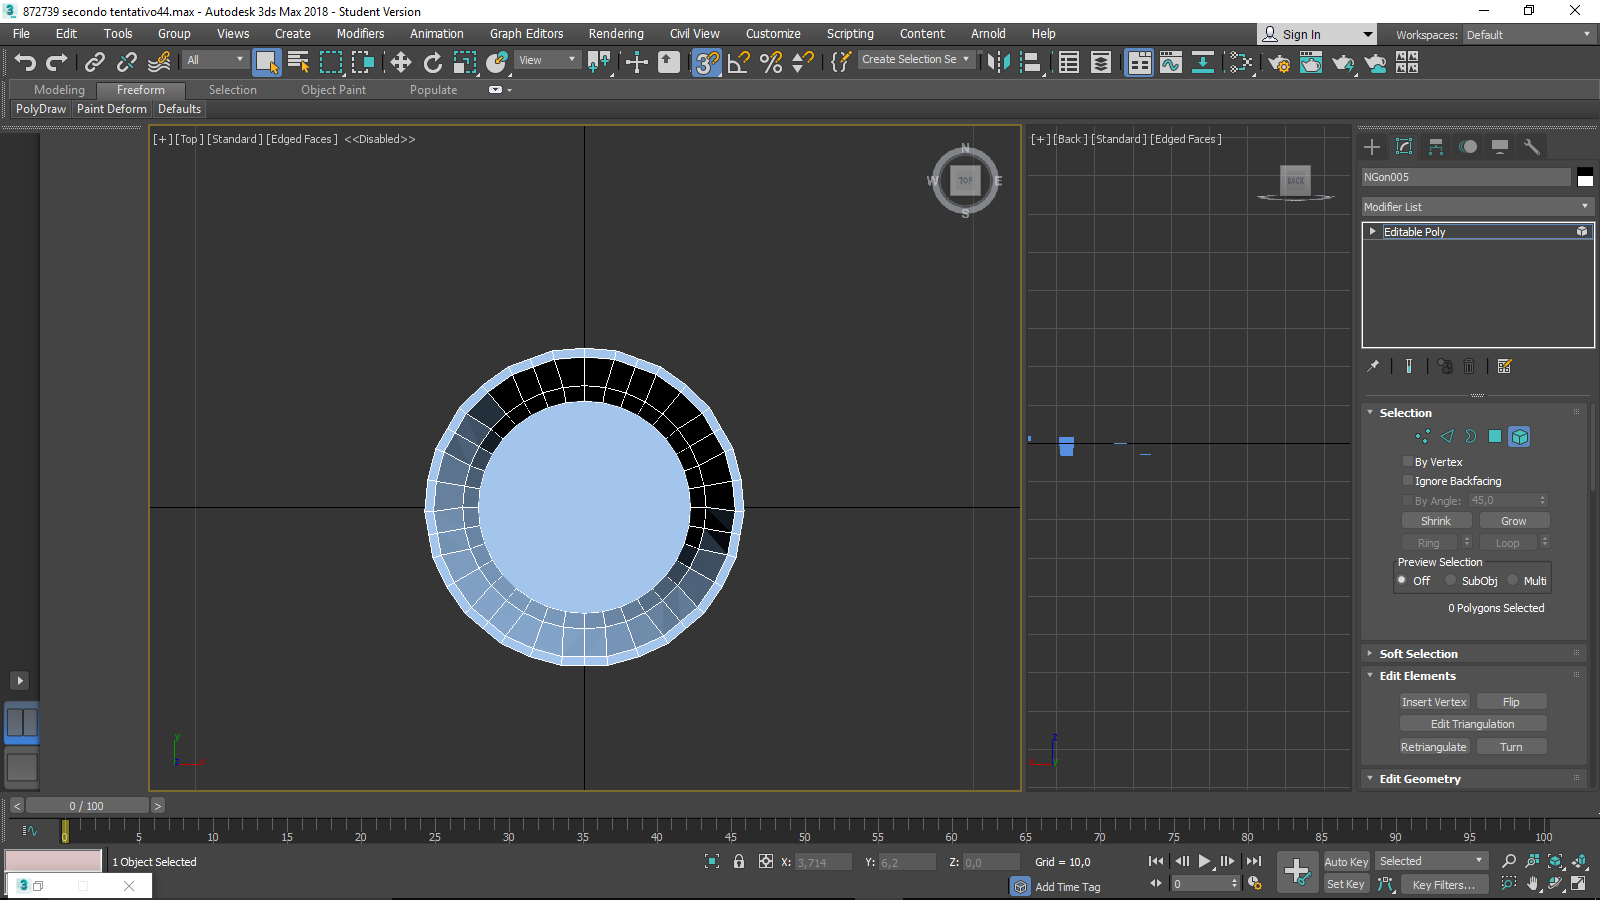 872739 secondo tentativo44.max - Autodesk 3ds Max 2018 - Student Version
File Edit Tools Group Views Create Modifiers Animation Graph Editors Rendering Civil View Customize Scripting Content Arnold Help Sign In Workspaces: Default
All View 3 Create Selection Se
Modeling Freeform Selection Object Paint Populate
PolyDraw Paint Deform Defaults
[+] [Top] [Standard] [Edged Faces] <<Disabled>>
[+] [Back] [Standard] [Edged Faces]
N
W TOP E
S
BACK
NGon005
Modifier List
Editable Poly
Selection
By Vertex
Ignore Backfacing
By Angle: 45,0
Shrink Grow
Ring Loop
Preview Selection
Off SubObj Multi
0 Polygons Selected
Soft Selection
Edit Elements
Insert Vertex Flip
Edit Triangulation
Retriangulate Turn
Edit Geometry
y
z
< 0 / 100 >
0 5 10 15 20 25 30 35 40 45 50 55 60 65 70 75 80 85 90 95 100
1 Object Selected X: 3,714 Y: 6,2 Z: 0,0 Grid = 10,0 Auto Key Selected
Add Time Tag 0 Set Key Key Filters...
3